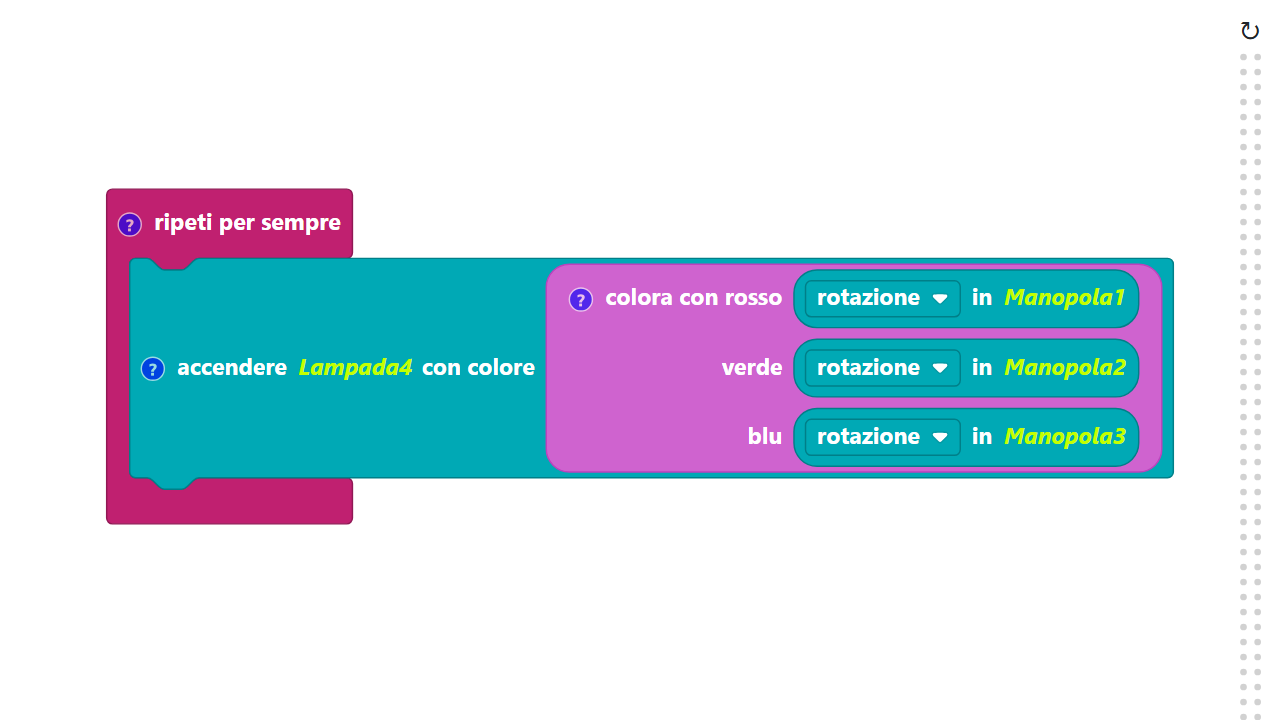 ? ripeti per sempre
? colora con rosso rotazione in Manopola1
? accendere Lampada4 con colore verde rotazione in Manopola2
blu rotazione in Manopola3